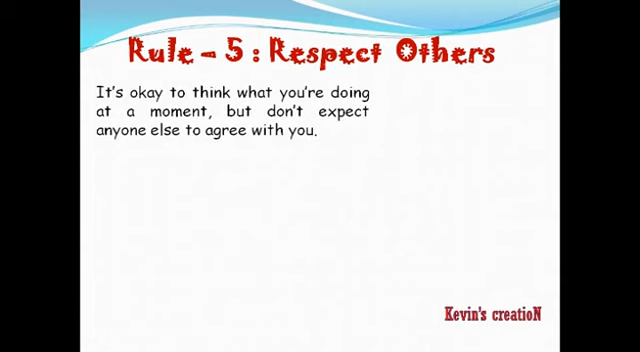 Rule – 5 : Respect Others
It's okay to think what you're doing
at a moment, but don't expect
anyone else to agree with you.
Kevin's creatioN